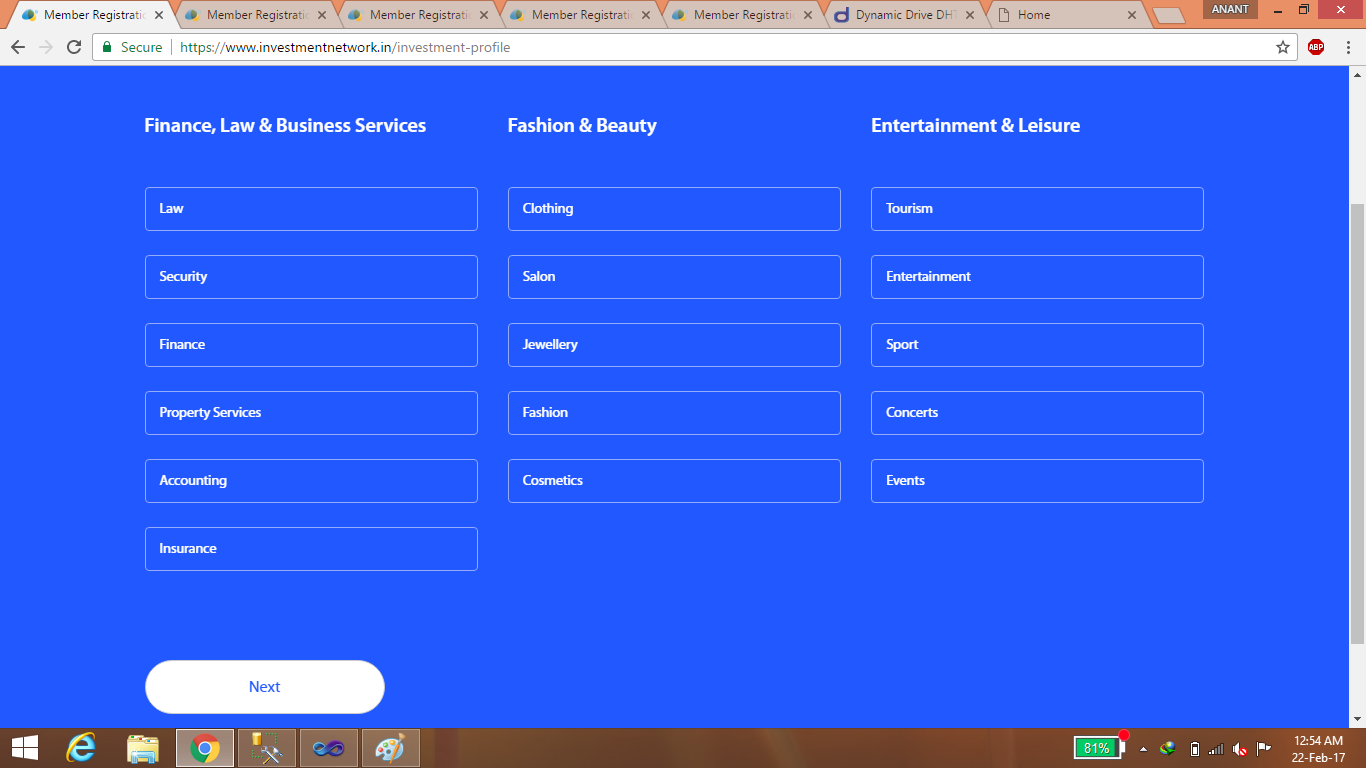 Member Registratio
Member Registratio
Member Registratio
Member Registratio
Member Registratio
Dynamic Drive DHT
Home
ANANT
Secure
https://www.investmentnetwork.in/investment-profile
ABP
Finance, Law & Business Services
Fashion & Beauty
Entertainment & Leisure
Law
Clothing
Tourism
Security
Salon
Entertainment
Finance
Jewellery
Sport
Property Services
Fashion
Concerts
Accounting
Cosmetics
Events
Insurance
Next
81%
12:54 AM
22-Feb-17